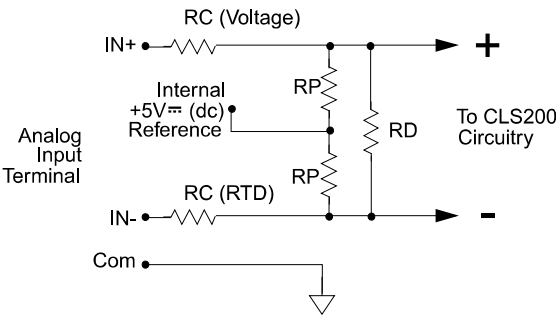 RC (Voltage)
IN+
+
Internal
+5V⎓ (dc)
Reference
RP
RD
To CLS200
Circuitry
Analog
Input
Terminal
RP
RC (RTD)
IN-
-
Com